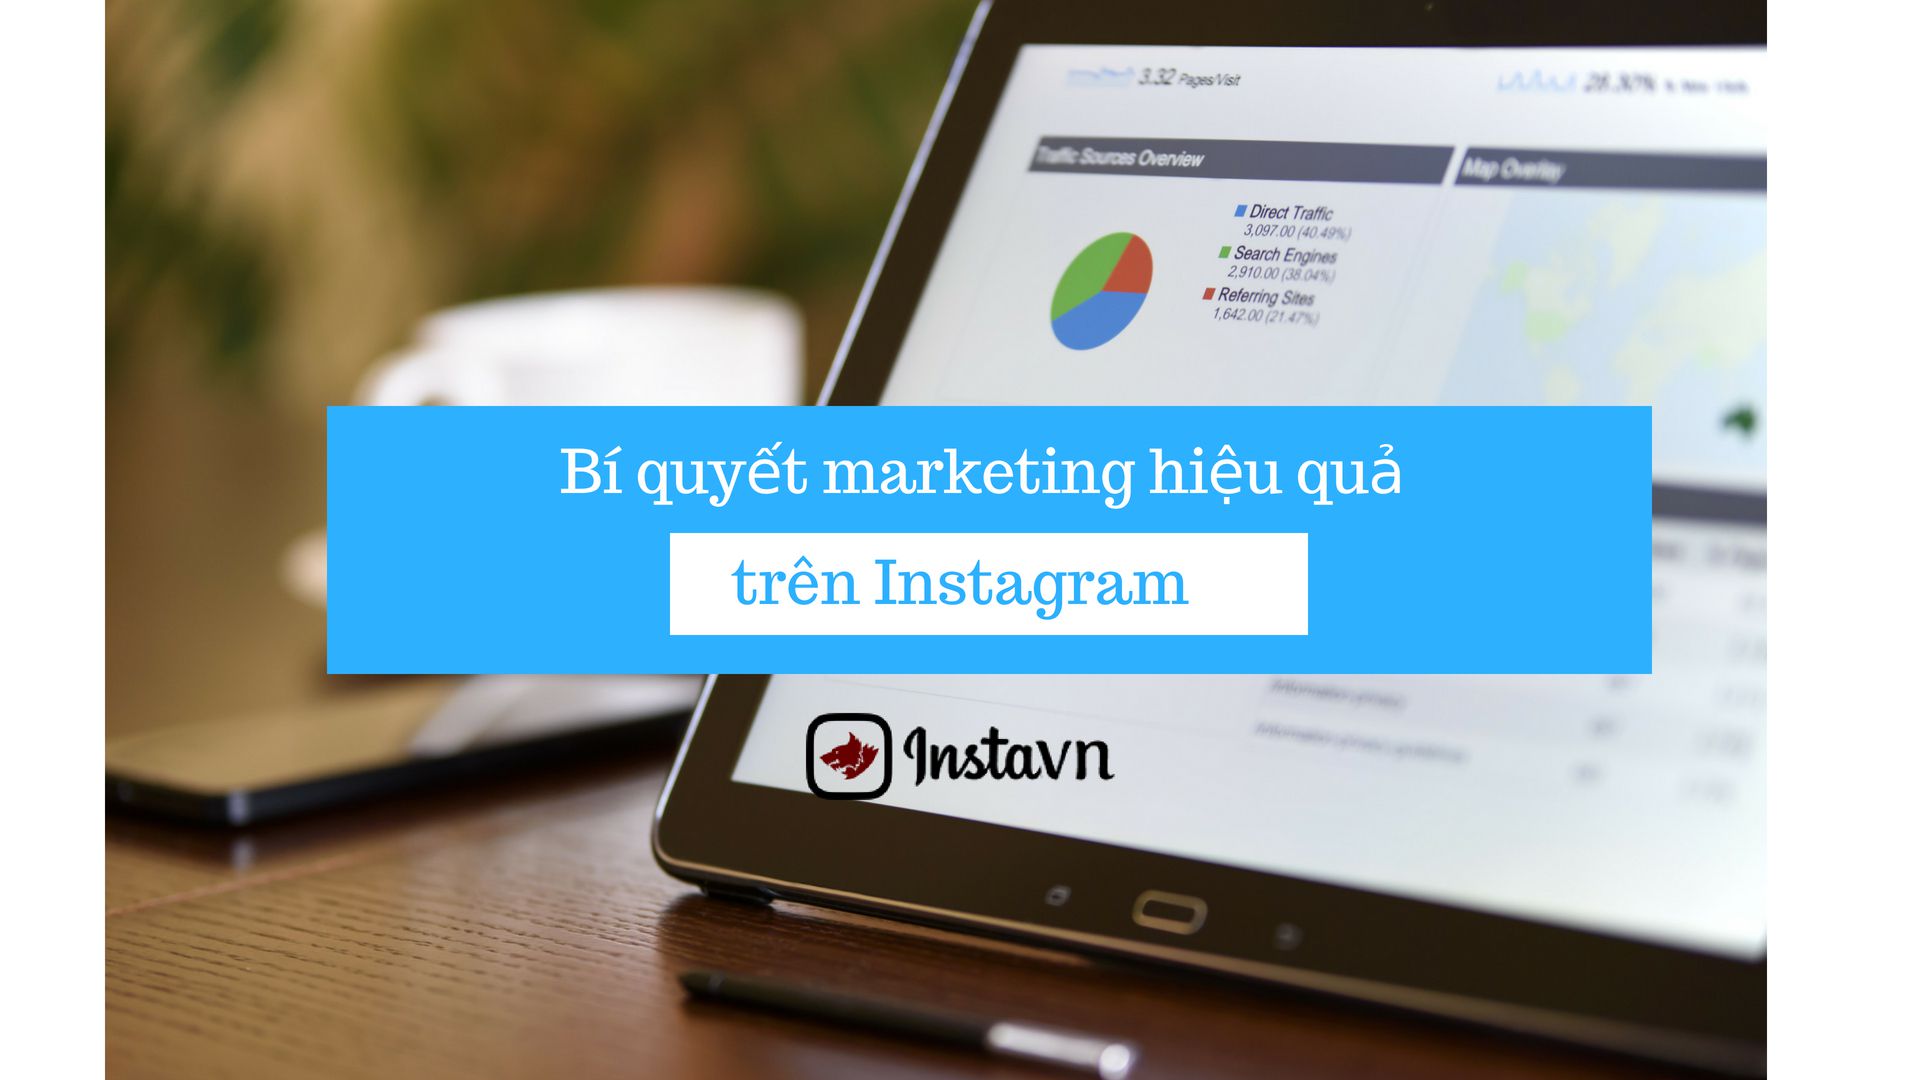 3.32 Pages/Visit
Traffic Sources Overview
Map Overlay
Direct Traffic
3,097.00 (40.49%)
Search Engines
2,910.00 (38.04%)
Referring Sites
1,642.00 (21.47%)
Bí quyết marketing hiệu quả
trên Instagram
Instavn